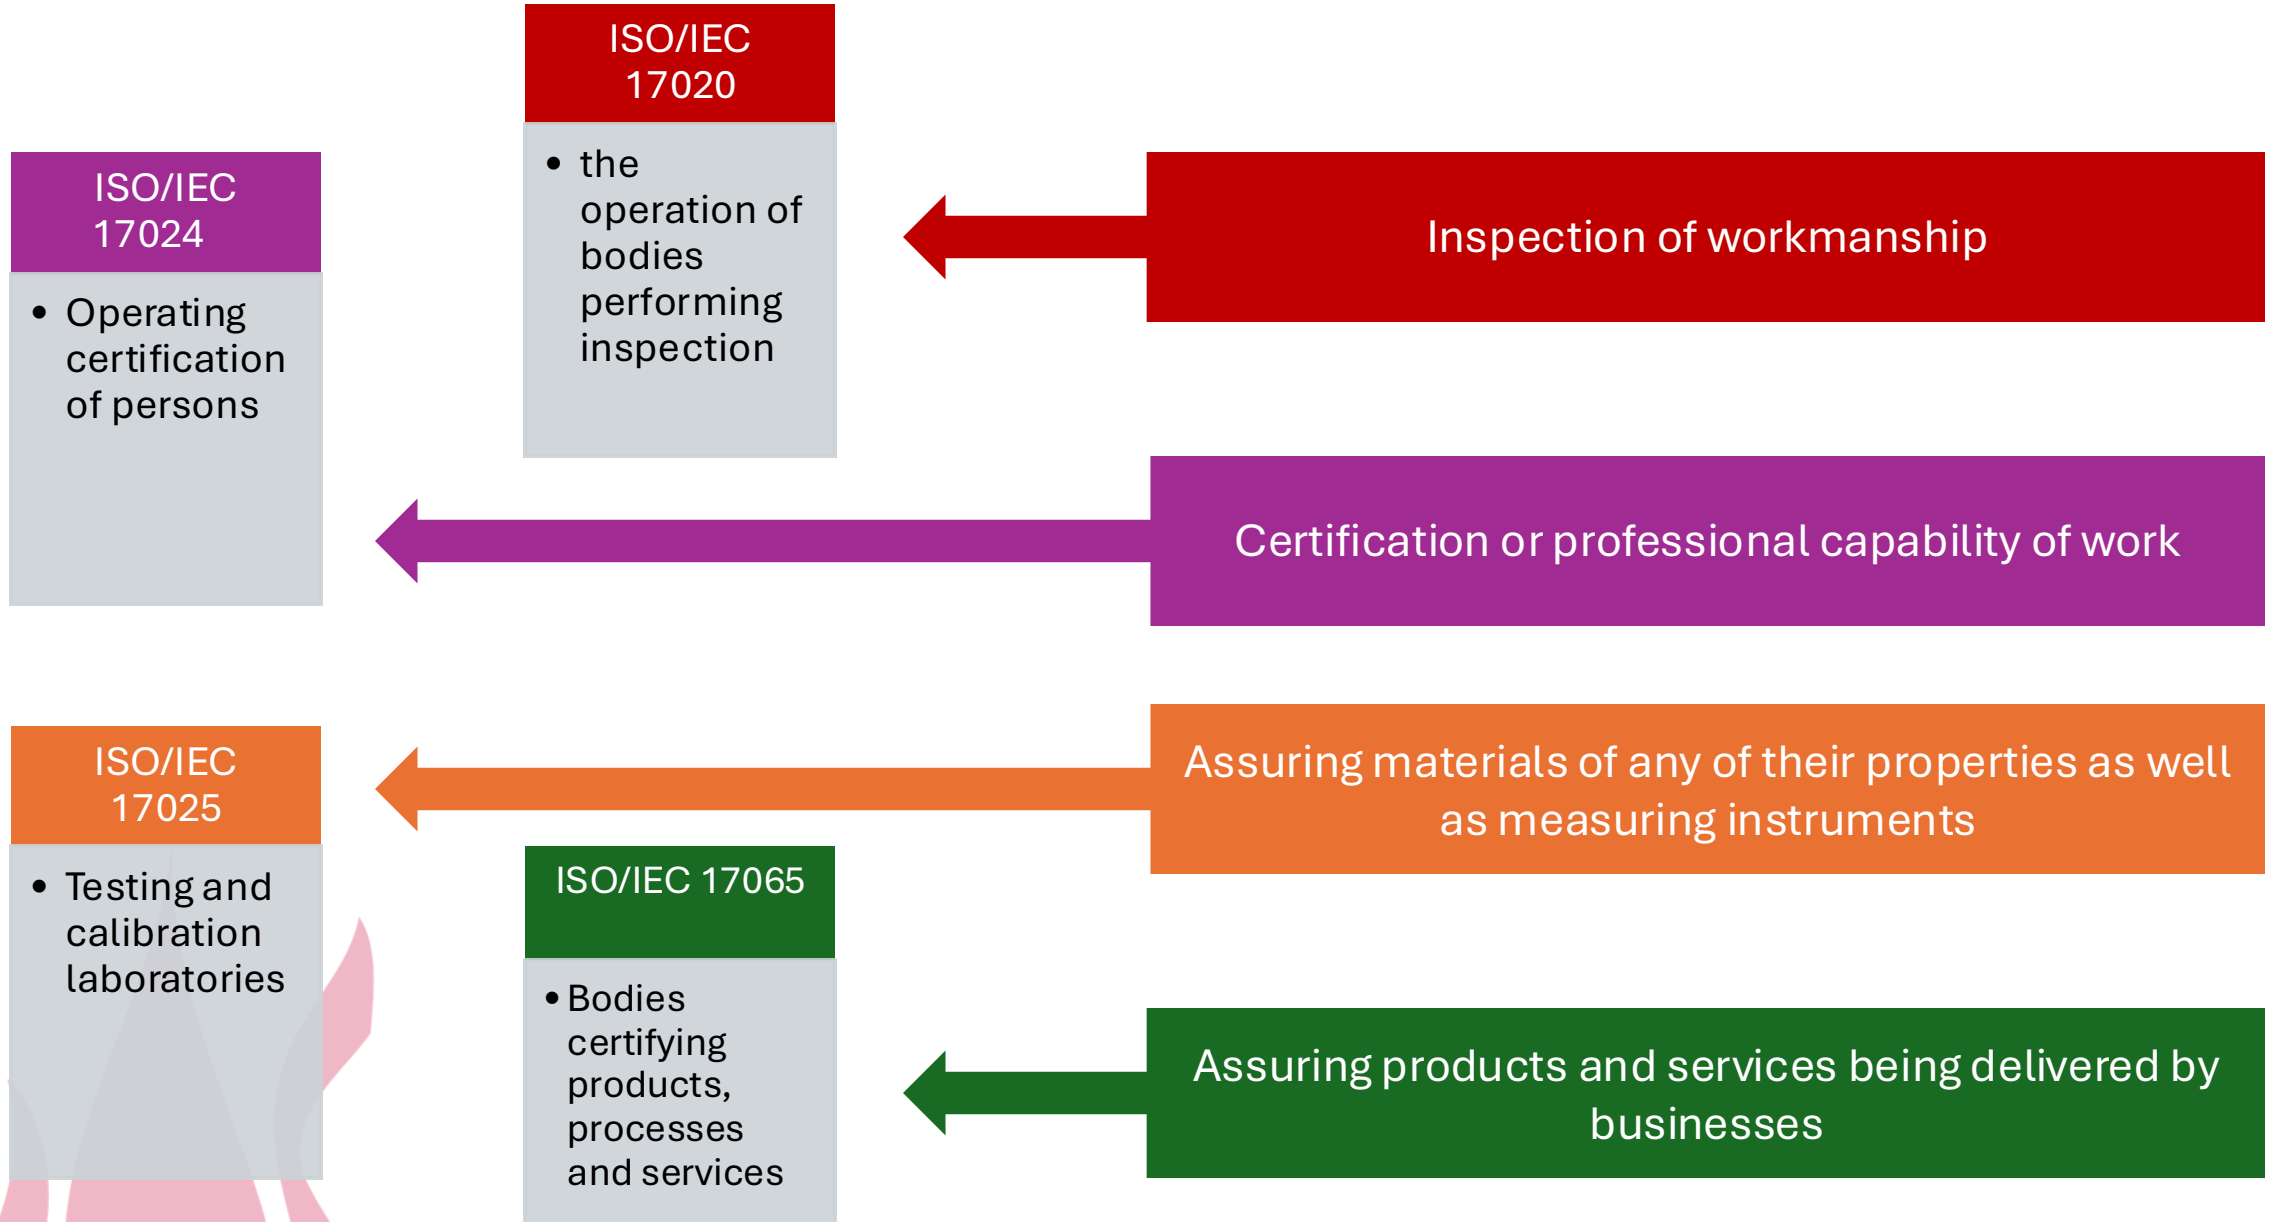 ISO/IEC
17020
• the
operation of
bodies
performing
inspection
Inspection of workmanship
ISO/IEC
17024
• Operating
certification
of persons
Certification or professional capability of work
ISO/IEC
17025
• Testing and
calibration
laboratories
Assuring materials of any of their properties as well
as measuring instruments
ISO/IEC 17065
• Bodies
certifying
products,
processes
and services
Assuring products and services being delivered by
businesses